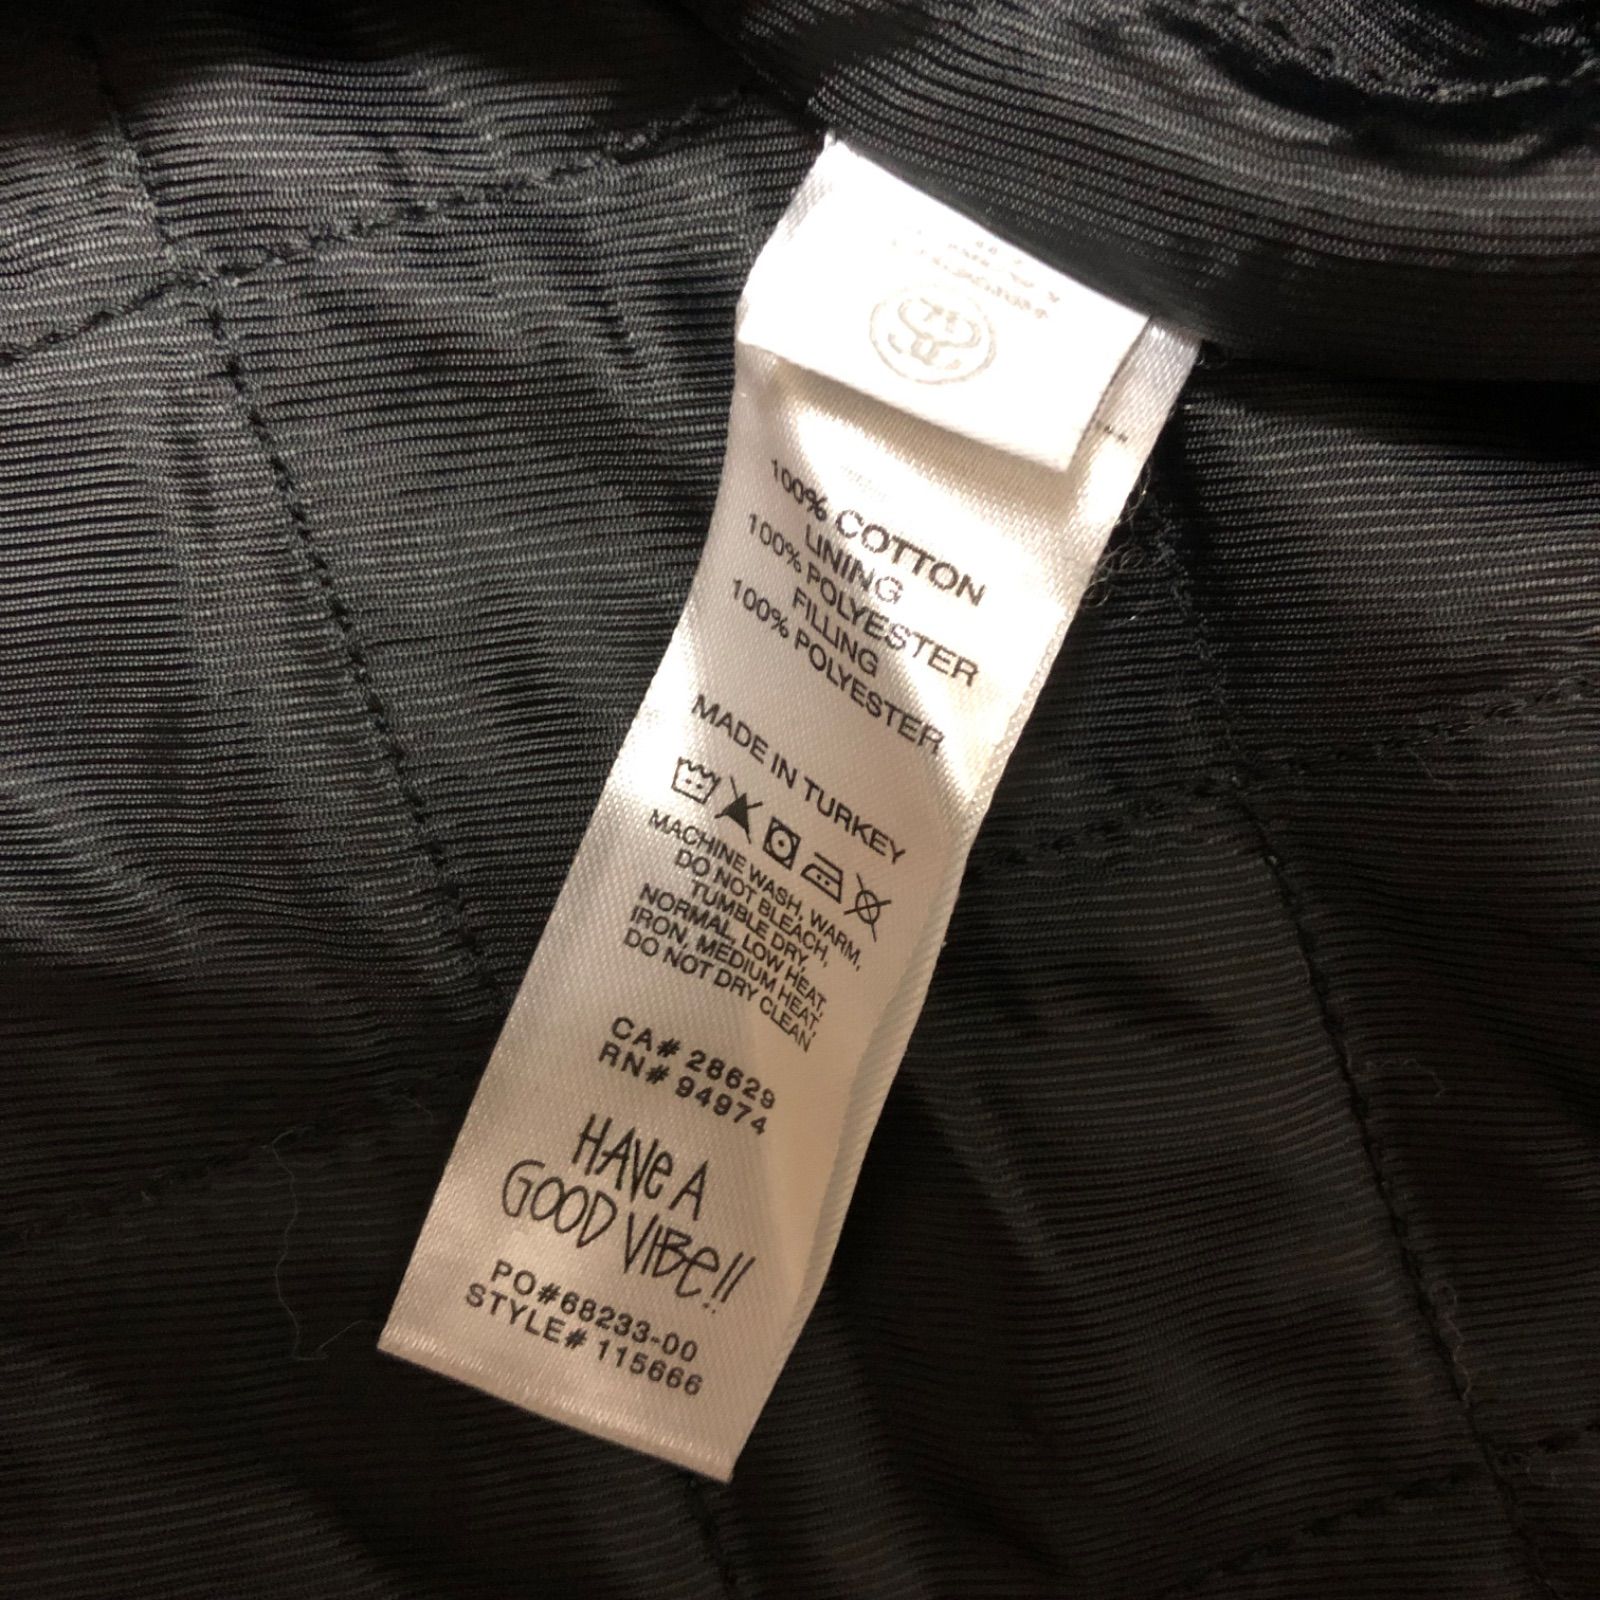 100% COTTON
LINING
100% POLYESTER
FILLING
100% POLYESTER
MADE IN TURKEY
MACHINE WASH, WARM,
DO NOT BLEACH,
TUMBLE DRY,
NORMAL, LOW HEAT,
IRON, MEDIUM HEAT,
DO NOT DRY CLEAN
CA# 28629
RN# 94974
HAVE A
GOOD VIBE!!
PO#68233-00
STYLE# 115666